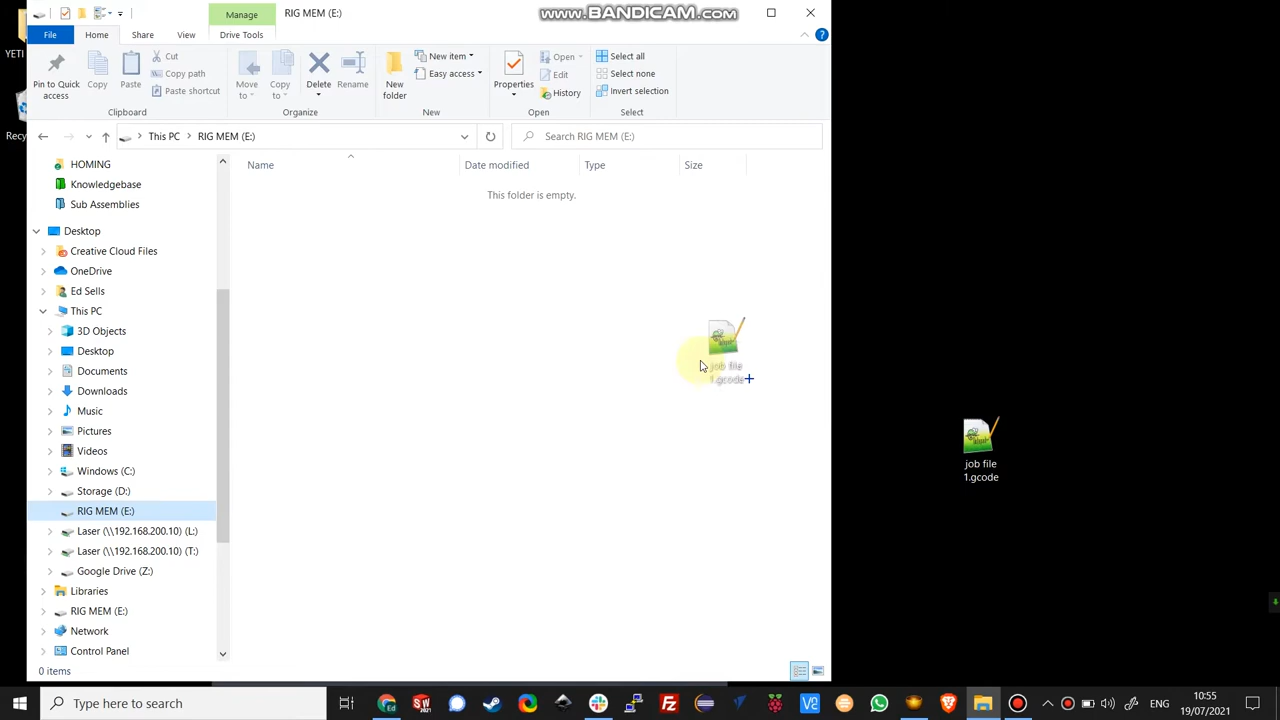 Manage
RIG MEM (E:)
www.BANDICAM.com
YETI
Recyc
File
Home
Share
View
Drive Tools
Pin to Quick
access
Copy
Paste
Cut
Copy path
Paste shortcut
Clipboard
Move
to
Copy
to
Delete
Rename
Organize
New
folder
New item
Easy access
New
Properties
Open
Edit
History
Open
Select all
Select none
Invert selection
Select
This PC
RIG MEM (E:)
Search RIG MEM (E:)
Name
Date modified
Type
Size
This folder is empty.
HOMING
Knowledgebase
Sub Assemblies
Desktop
Creative Cloud Files
OneDrive
Ed Sells
This PC
3D Objects
Desktop
Documents
Downloads
Music
Pictures
Videos
Windows (C:)
Storage (D:)
RIG MEM (E:)
Laser (\\192.168.200.10) (L:)
Laser (\\192.168.200.10) (T:)
Google Drive (Z:)
Libraries
RIG MEM (E:)
Network
Control Panel
job file
1.gcode
job file
1.gcode
0 items
Type here to search
ENG
10:55
19/07/2021